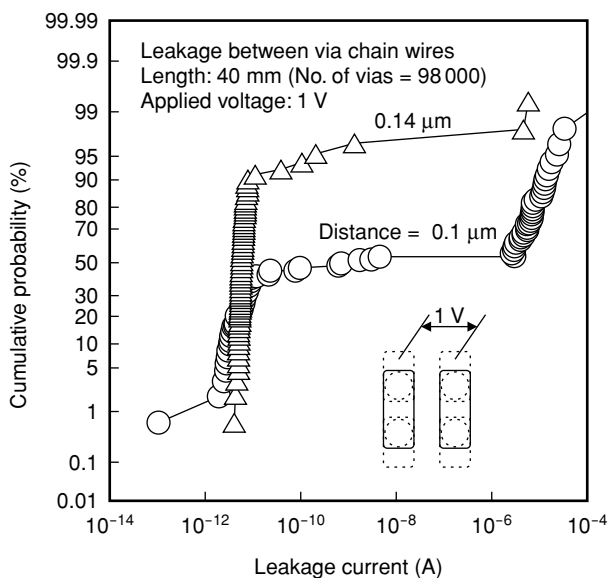 99.99
99.9
99
95
90
80
70
50
30
20
10
5
1
0.1
0.01
Cumulative probability (%)
Leakage between via chain wires
Length: 40 mm (No. of vias = 98 000)
Applied voltage: 1 V
0.14 μm
Distance = 0.1 μm
1 V
10⁻¹⁴ 10⁻¹² 10⁻¹⁰ 10⁻⁸ 10⁻⁶ 10⁻⁴
Leakage current (A)